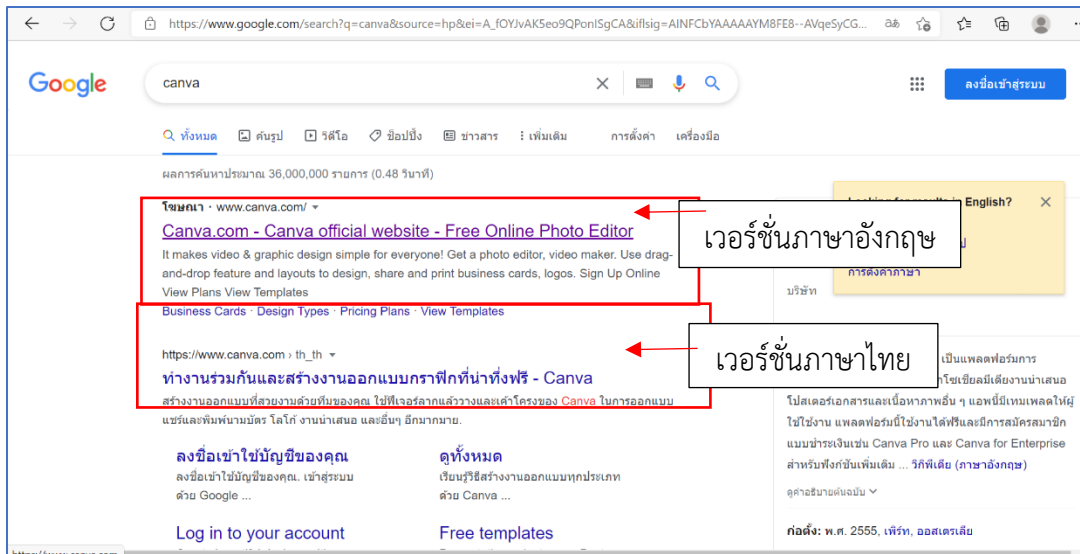 https://www.google.com/search?q=canva&source=hp&ei=A_fOYJvAK5eo9QPonISgCA&iflsig=AINFCbYAAAAAYM8FE8--AVqeSyCG...
Google
canva
ลงชื่อเข้าสู่ระบบ
ทั้งหมด ค้นรูป วิดีโอ ช็อปปิ้ง ข่าวสาร เพิ่มเติม การตั้งค่า เครื่องมือ
ผลการค้นหาประมาณ 36,000,000 รายการ (0.48 วินาที)
โฆษณา · www.canva.com/
Canva.com - Canva official website - Free Online Photo Editor
It makes video & graphic design simple for everyone! Get a photo editor, video maker. Use drag-
and-drop feature and layouts to design, share and print business cards, logos. Sign Up Online
View Plans View Templates
Business Cards · Design Types · Pricing Plans · View Templates
เวอร์ชั่นภาษาอังกฤษ
English?
การตั้งค่าภาษา
บริษัท
https://www.canva.com › th_th
ทำงานร่วมกันและสร้างงานออกแบบกราฟิกที่น่าทึ่งฟรี - Canva
สร้างงานออกแบบที่สวยงามด้วยทีมของคุณ ใช้ฟีเจอร์ลากแล้ววางและเค้าโครงของ Canva ในการออกแบบ
แชร์และพิมพ์นามบัตร โลโก้ งานนำเสนอ และอื่นๆ อีกมากมาย.
เวอร์ชั่นภาษาไทย
ลงชื่อเข้าใช้บัญชีของคุณ
ลงชื่อเข้าใช้บัญชีของคุณ. เข้าสู่ระบบ
ด้วย Google ...
ดูทั้งหมด
เรียนรู้วิธีสร้างงานออกแบบทุกประเภท
ด้วย Canva ...
Log in to your account
Free templates
เป็นแพลตฟอร์มการ
โซเชียลมีเดียงานนำเสนอ
โปสเตอร์เอกสารและเนื้อหาภาพอื่น ๆ แอพนี้มีเทมเพลตให้ผู้
ใช้ใช้งาน แพลตฟอร์มนี้ใช้งานได้ฟรีและมีการสมัครสมาชิก
แบบชำระเงินเช่น Canva Pro และ Canva for Enterprise
สำหรับฟังก์ชันเพิ่มเติม ... วิกิพีเดีย (ภาษาอังกฤษ)
ดูคำอธิบายต้นฉบับ
ก่อตั้ง: พ.ศ. 2555, เพิร์ท, ออสเตรเลีย